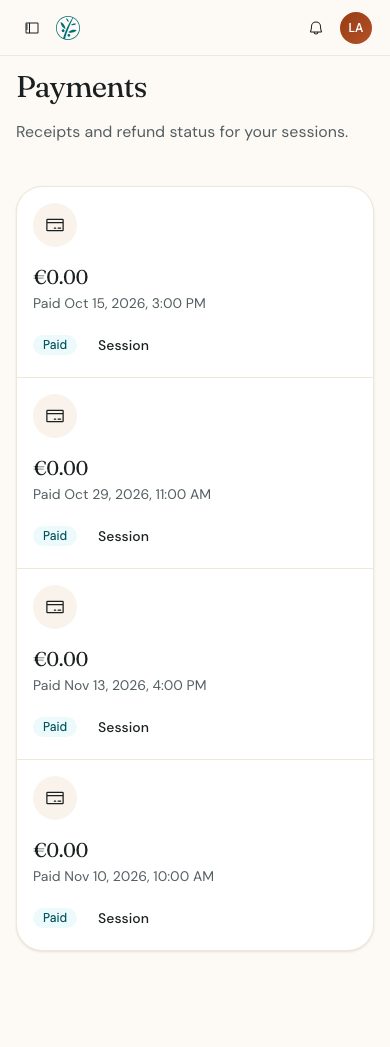 LA
Payments
Receipts and refund status for your sessions.
€0.00
Paid Oct 15, 2026, 3:00 PM
Paid Session
€0.00
Paid Oct 29, 2026, 11:00 AM
Paid Session
€0.00
Paid Nov 13, 2026, 4:00 PM
Paid Session
€0.00
Paid Nov 10, 2026, 10:00 AM
Paid Session